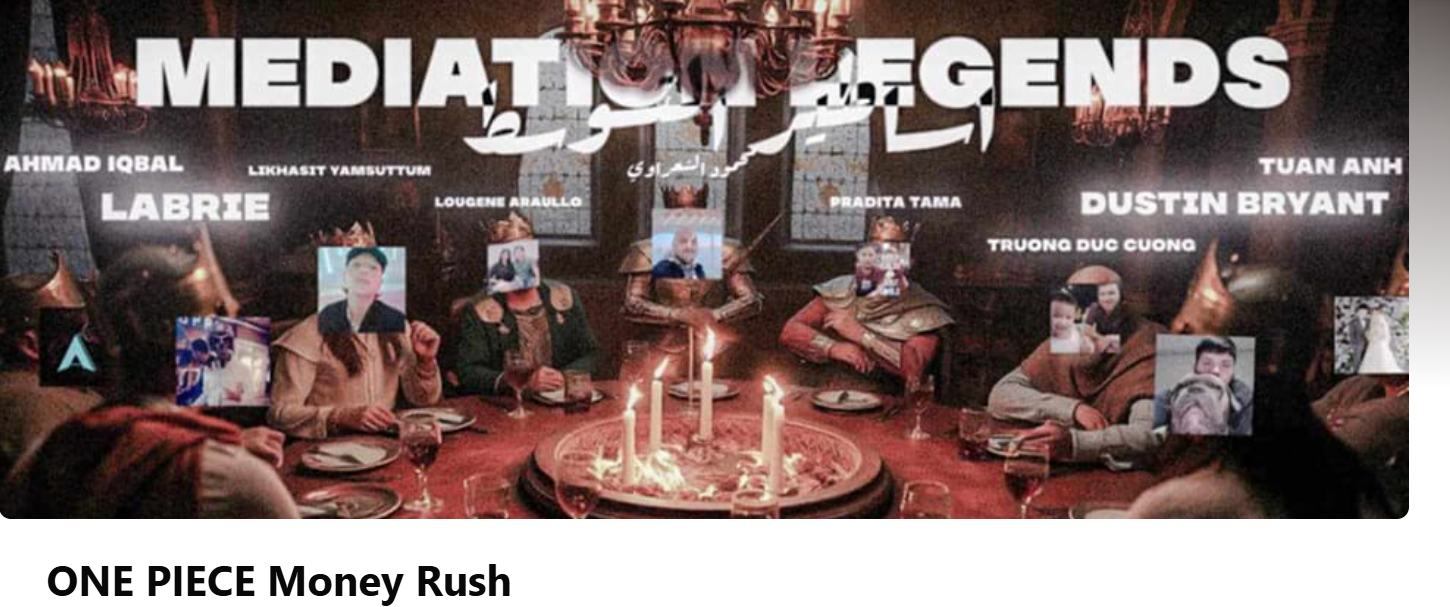 MEDIATION LEGENDS
أساطير المتوسط
محمود الشعراوي
AHMAD IQBAL
LIKHASIT YAMSUTTUM
TUAN ANH
LABRIE
LOUGENE ARAULLO
PRADITA TAMA
DUSTIN BRYANT
TRUONG DUC CUONG
ONE PIECE Money Rush